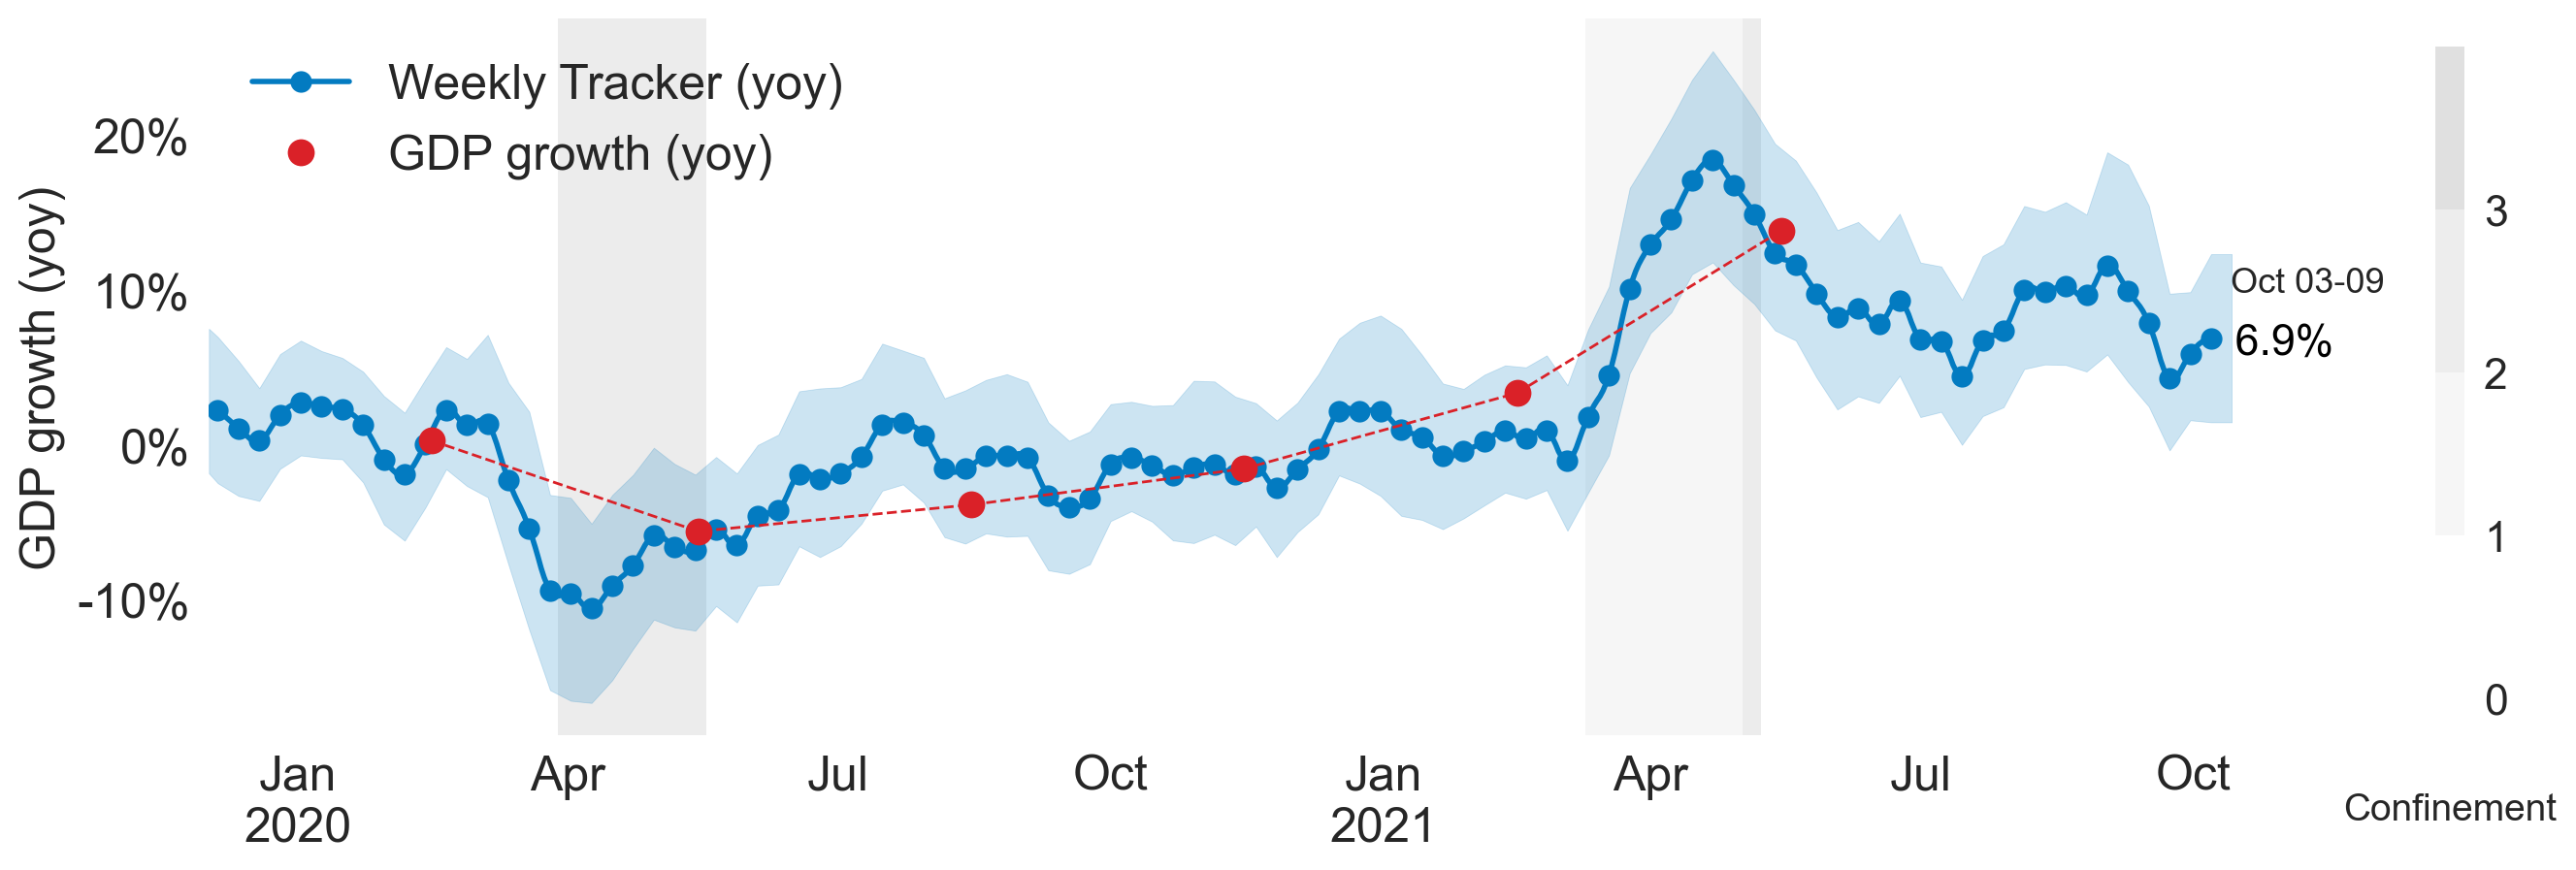 Weekly Tracker (yoy)
GDP growth (yoy)
GDP growth (yoy)
20%
10%
0%
-10%
Oct 03-09
6.9%
3
2
1
0
Confinement
Jan
2020
Apr
Jul
Oct
Jan
2021
Apr
Jul
Oct